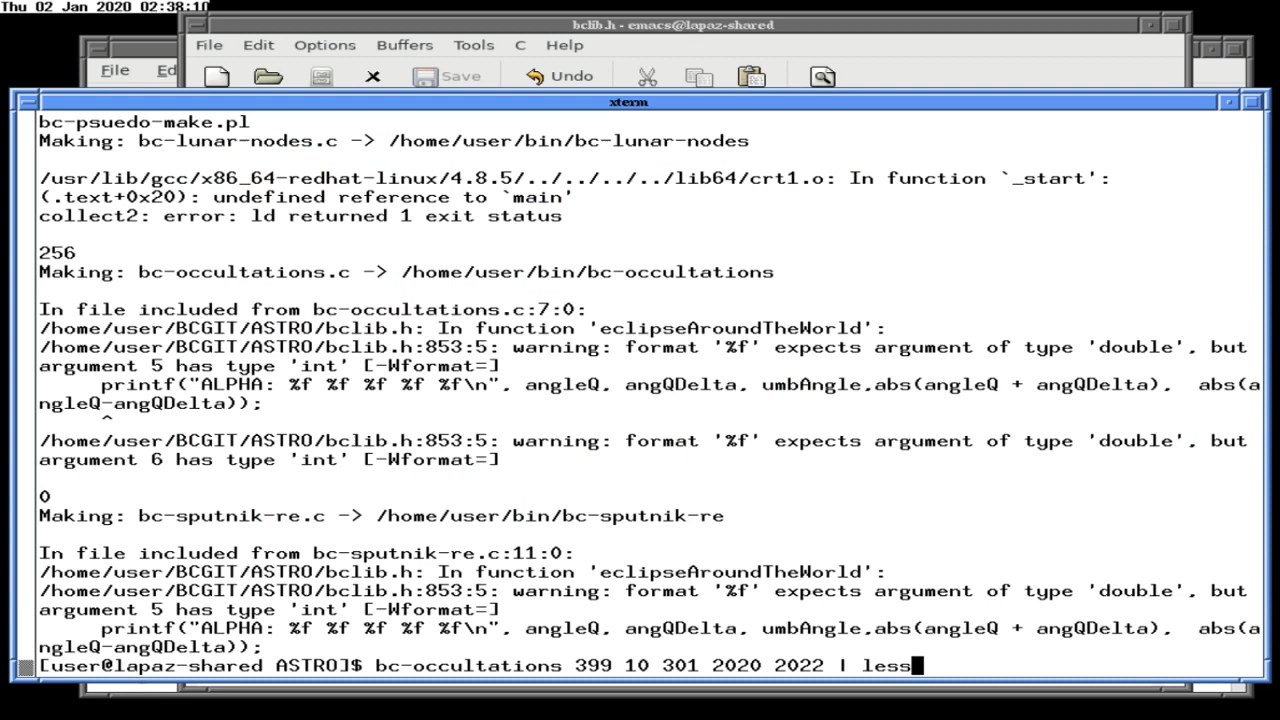 Thu 02 Jan 2020 02:38:10
bclib.h - emacs@lapaz-shared
File Edit Options Buffers Tools C Help
File Ed
Save Undo
xterm
bc-psuedo-make.pl
Making: bc-lunar-nodes.c -> /home/user/bin/bc-lunar-nodes
/usr/lib/gcc/x86_64-redhat-linux/4.8.5/../../../../lib64/crt1.o: In function `_start':
(.text+0x20): undefined reference to `main'
collect2: error: ld returned 1 exit status
256
Making: bc-occultations.c -> /home/user/bin/bc-occultations
In file included from bc-occultations.c:7:0:
/home/user/BCGIT/ASTRO/bclib.h: In function 'eclipseAroundTheWorld':
/home/user/BCGIT/ASTRO/bclib.h:853:5: warning: format '%f' expects argument of type 'double', but
argument 5 has type 'int' [-Wformat=]
printf("ALPHA: %f %f %f %f %f\n", angleQ, angQDelta, umbAngle,abs(angleQ + angQDelta),  abs(a
ngleQ-angQDelta));
^
/home/user/BCGIT/ASTRO/bclib.h:853:5: warning: format '%f' expects argument of type 'double', but
argument 6 has type 'int' [-Wformat=]
0
Making: bc-sputnik-re.c -> /home/user/bin/bc-sputnik-re
In file included from bc-sputnik-re.c:11:0:
/home/user/BCGIT/ASTRO/bclib.h: In function 'eclipseAroundTheWorld':
/home/user/BCGIT/ASTRO/bclib.h:853:5: warning: format '%f' expects argument of type 'double', but
argument 5 has type 'int' [-Wformat=]
printf("ALPHA: %f %f %f %f %f\n", angleQ, angQDelta, umbAngle,abs(angleQ + angQDelta),  abs(a
ngleQ-angQDelta));
[user@lapaz-shared ASTRO]$ bc-occultations 399 10 301 2020 2022 | less